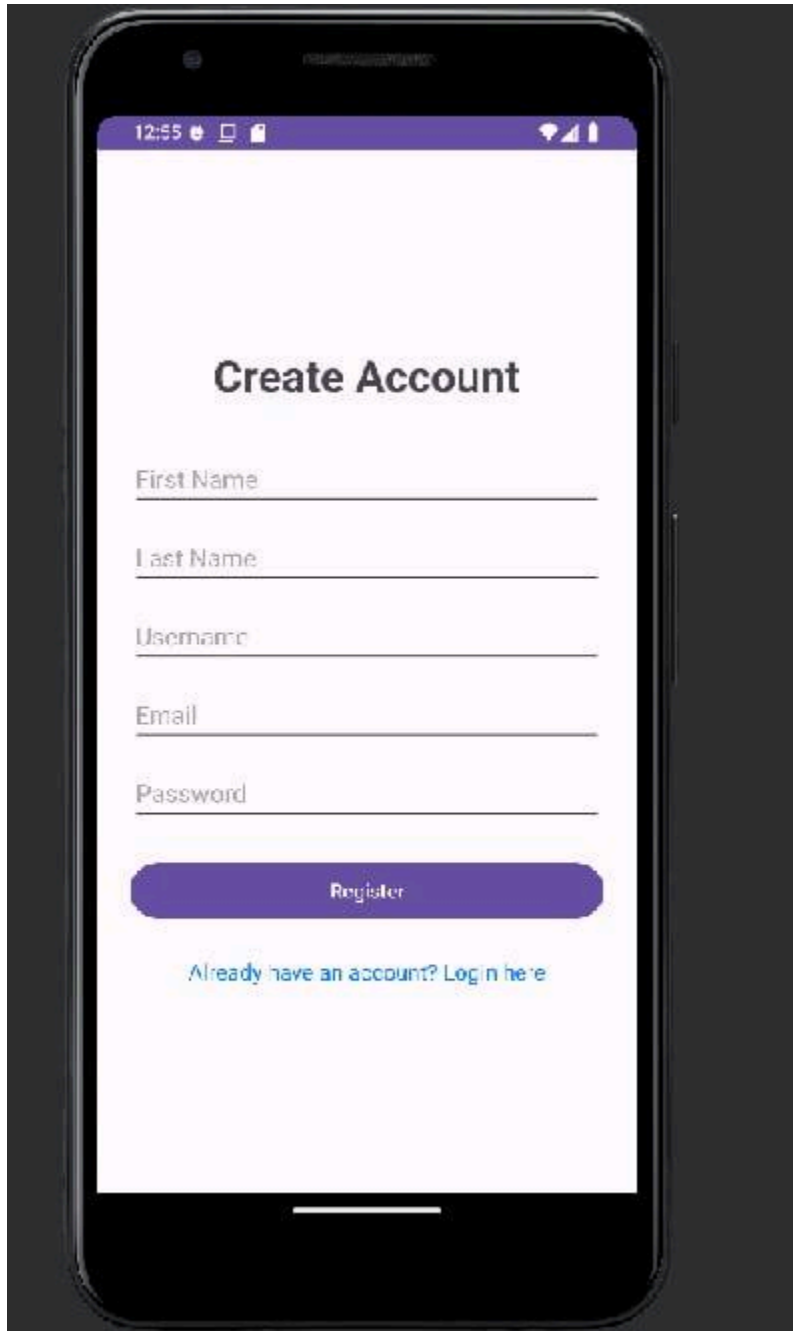 12:55
Create Account
First Name
Last Name
Username
Email
Password
Register
Already have an account? Login here